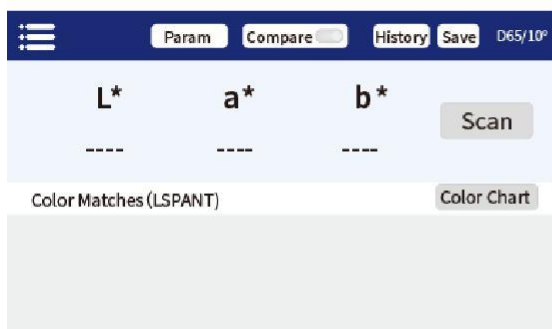 Param Compare History Save D65/10°
L* a* b*
Scan
---- ---- ----
Color Matches (LSPANT) Color Chart